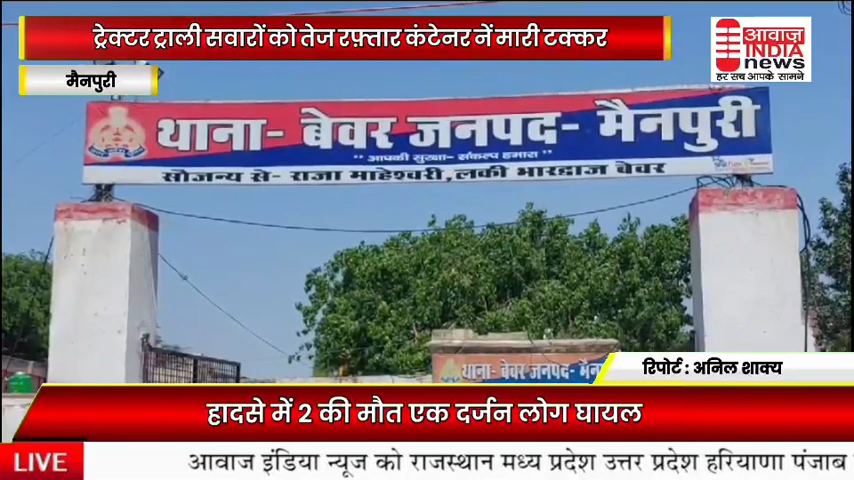 ट्रेक्टर ट्राली सवारों को तेज रफ़्तार कंटेनर नें मारी टक्कर
आवाज़
INDIA
news
हर सच आपके सामने
मैनपुरी
थाना- बेवर जनपद- मैनपुरी
" आपकी सुरक्षा- संकल्प हमारा "
सौजन्य से- राजा माहेश्वरी, लकी भारद्वाज बेवर
थाना- बेवर जनपद-
रिपोर्ट : अनिल शाक्य
हादसे में 2 की मौत एक दर्जन लोग घायल
LIVE
आवाज इंडिया न्यूज को राजस्थान मध्य प्रदेश उत्तर प्रदेश हरियाणा पंजाब